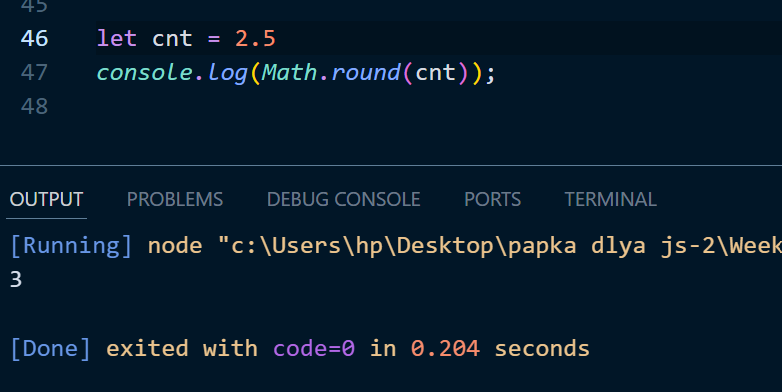 45
46 let cnt = 2.5
47 console.log(Math.round(cnt));
48
OUTPUT PROBLEMS DEBUG CONSOLE PORTS TERMINAL
[Running] node "c:\Users\hp\Desktop\papka dlya js-2\Week
3
[Done] exited with code=0 in 0.204 seconds